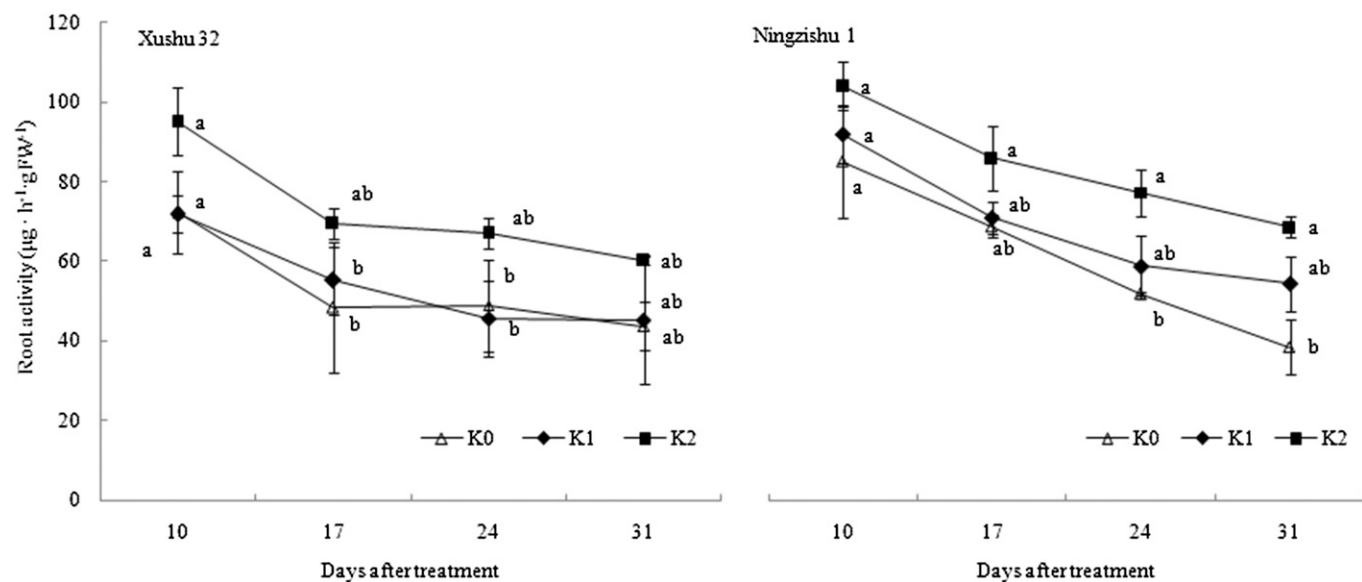 Root activity (μg · h⁻¹·gFW⁻¹)
120
100
80
60
40
20
0
Xushu 32
a
a
a
ab
b
b
ab
b
b
ab
ab
ab
K0 K1 K2
10 17 24 31
Days after treatment
Ningzishu 1
a
a
a
a
ab
ab
a
ab
b
a
ab
b
K0 K1 K2
10 17 24 31
Days after treatment